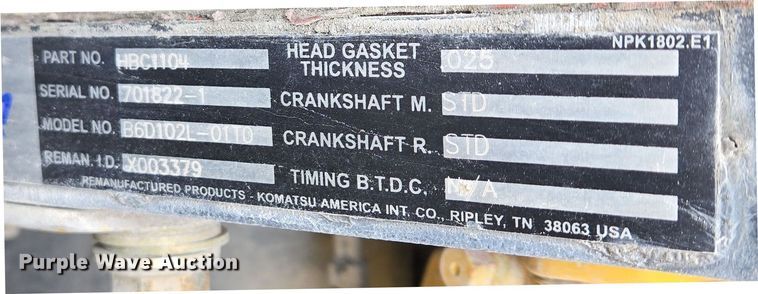 NPK1802.E1
PART NO. HBC1104 HEAD GASKET THICKNESS .025
SERIAL NO. 701822-1 CRANKSHAFT M. STD
MODEL NO. B6D102L-01T0 CRANKSHAFT R. STD
REMAN. I.D. X003379 TIMING B.T.D.C. N/A
REMANUFACTURED PRODUCTS - KOMATSU AMERICA INT. CO., RIPLEY, TN 38063 USA
Purple Wave Auction